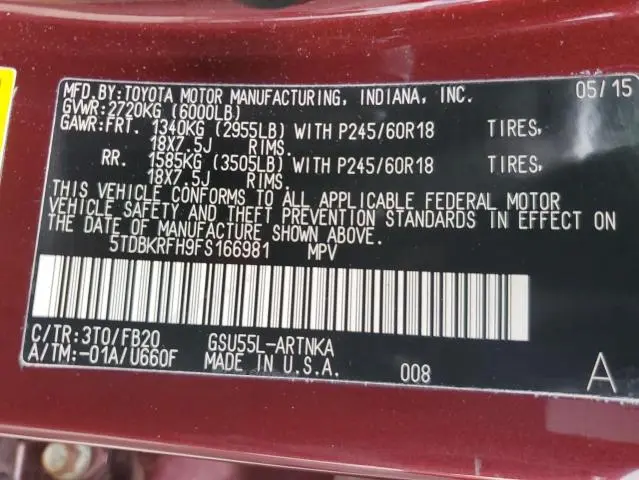 MFD.BY:TOYOTA MOTOR MANUFACTURING, INDIANA, INC. 05/15
GVWR:2720KG (6000LB)
GAWR:FRT. 1340KG (2955LB) WITH P245/60R18 TIRES,
18X7.5J RIMS.
RR. 1585KG (3505LB) WITH P245/60R18 TIRES,
18X7.5J RIMS.
THIS VEHICLE CONFORMS TO ALL APPLICABLE FEDERAL MOTOR
VEHICLE SAFETY AND THEFT PREVENTION STANDARDS IN EFFECT ON
THE DATE OF MANUFACTURE SHOWN ABOVE.
5TDBKRFH9FS166981 MPV
C/TR:3T0/FB20 GSU55L-ARTNKA
A/TM:-01A/U660F MADE IN U.S.A. 008 A